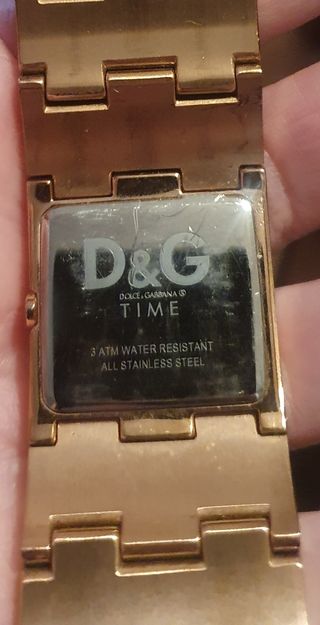 D&G
DOLCE & GABBANA ®
TIME
3 ATM WATER RESISTANT
ALL STAINLESS STEEL